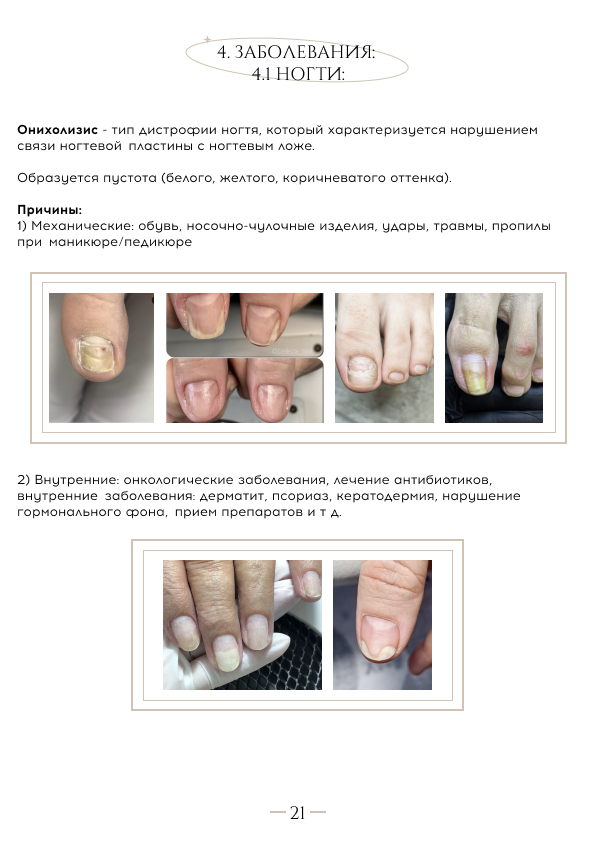 4. ЗАБОЛЕВАНИЯ:
4.1 НОГТИ:
Онихолизис - тип дистрофии ногтя, который характеризуется нарушением
связи ногтевой пластины с ногтевым ложе.
Образуется пустота (белого, желтого, коричневатого оттенка).
Причины:
1) Механические: обувь, носочно-чулочные изделия, удары, травмы, пропилы
при маникюре/педикюре
2) Внутренние: онкологические заболевания, лечение антибиотиков,
внутренние заболевания: дерматит, псориаз, кератодермия, нарушение
гормонального фона, прием препаратов и т д.
21